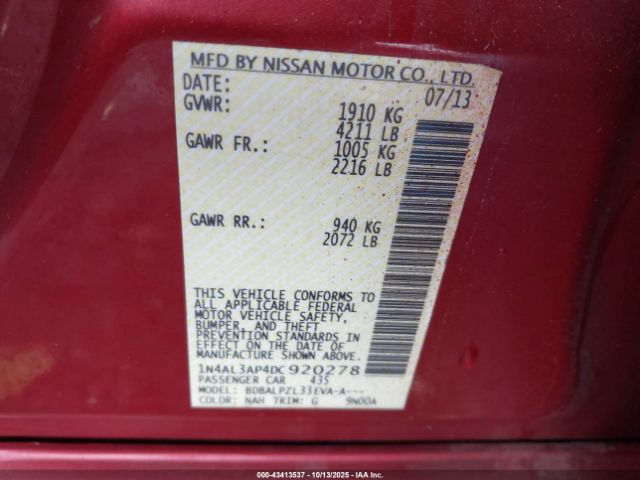 MFD BY NISSAN MOTOR CO., LTD.
DATE: 07/13
GVWR: 1910 KG
4211 LB
GAWR FR.: 1005 KG
2216 LB
GAWR RR.: 940 KG
2072 LB
THIS VEHICLE CONFORMS TO
ALL APPLICABLE FEDERAL
MOTOR VEHICLE SAFETY,
BUMPER, AND THEFT
PREVENTION STANDARDS IN
EFFECT ON THE DATE OF
MANUFACTURE SHOWN ABOVE.
1N4AL3AP4DC920278
PASSENGER CAR 435
MODEL: BDBALPZL33EVA-A---
COLOR: NAH TRIM: G 9N00A
000-43413537 - 10/13/2025 - IAA Inc.